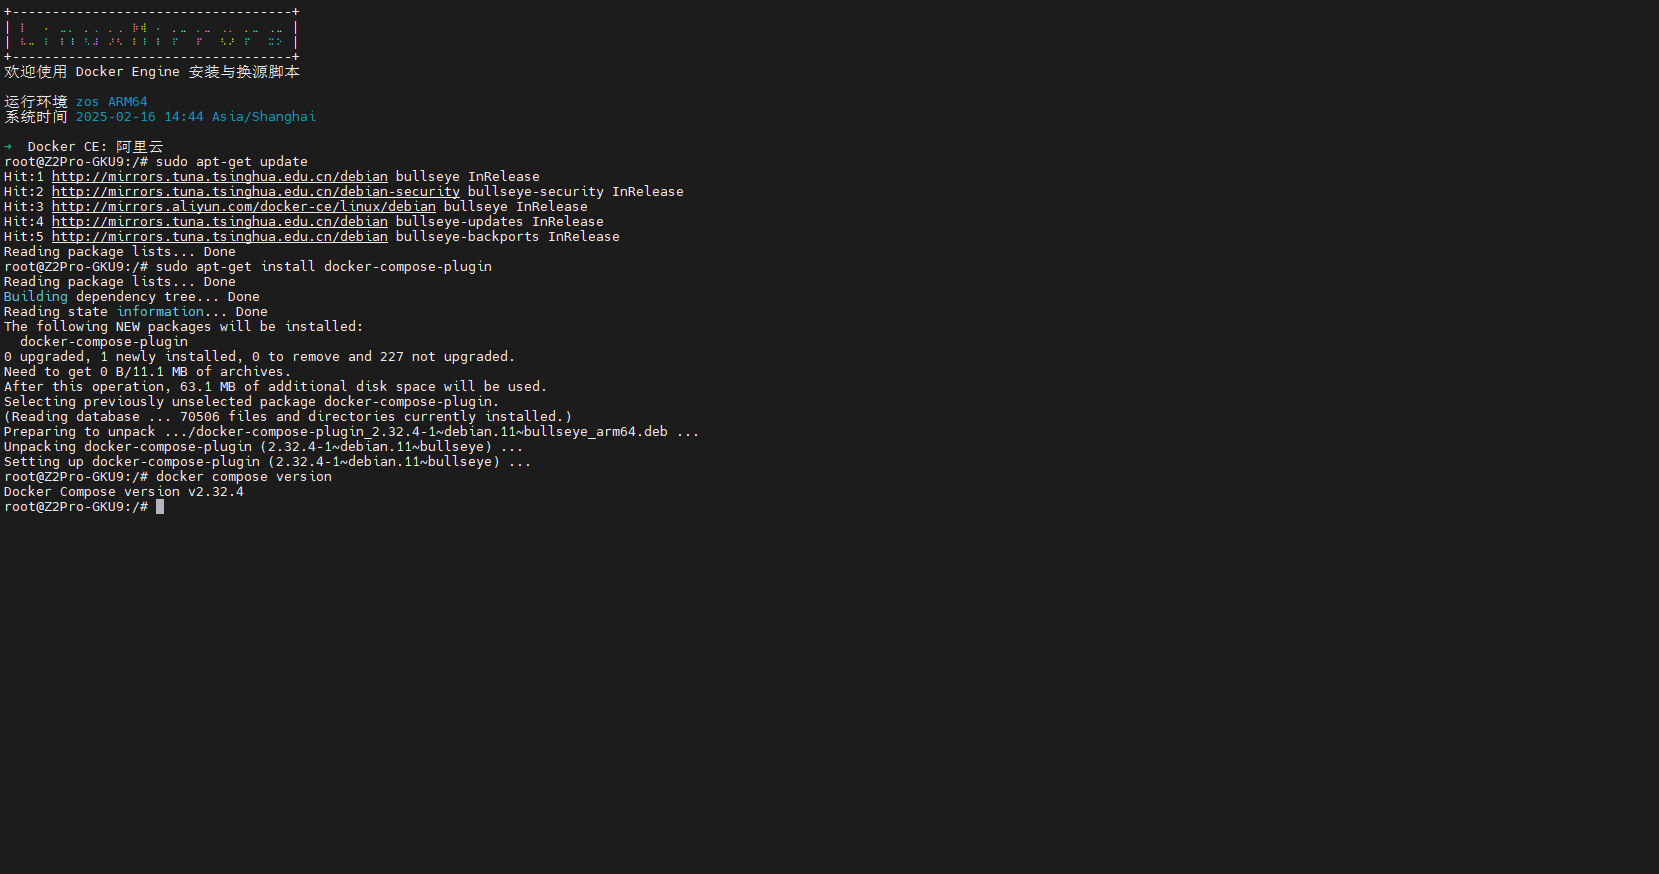 +-----------------------------------+
欢迎使用 Docker Engine 安装与换源脚本
运行环境 zos ARM64
系统时间 2025-02-16 14:44 Asia/Shanghai
→  Docker CE: 阿里云
root@Z2Pro-GKU9:/# sudo apt-get update
Hit:1 http://mirrors.tuna.tsinghua.edu.cn/debian bullseye InRelease
Hit:2 http://mirrors.tuna.tsinghua.edu.cn/debian-security bullseye-security InRelease
Hit:3 http://mirrors.aliyun.com/docker-ce/linux/debian bullseye InRelease
Hit:4 http://mirrors.tuna.tsinghua.edu.cn/debian bullseye-updates InRelease
Hit:5 http://mirrors.tuna.tsinghua.edu.cn/debian bullseye-backports InRelease
Reading package lists... Done
root@Z2Pro-GKU9:/# sudo apt-get install docker-compose-plugin
Reading package lists... Done
Building dependency tree... Done
Reading state information... Done
The following NEW packages will be installed:
  docker-compose-plugin
0 upgraded, 1 newly installed, 0 to remove and 227 not upgraded.
Need to get 0 B/11.1 MB of archives.
After this operation, 63.1 MB of additional disk space will be used.
Selecting previously unselected package docker-compose-plugin.
(Reading database ... 70506 files and directories currently installed.)
Preparing to unpack .../docker-compose-plugin_2.32.4-1~debian.11~bullseye_arm64.deb ...
Unpacking docker-compose-plugin (2.32.4-1~debian.11~bullseye) ...
Setting up docker-compose-plugin (2.32.4-1~debian.11~bullseye) ...
root@Z2Pro-GKU9:/# docker compose version
Docker Compose version v2.32.4
root@Z2Pro-GKU9:/#